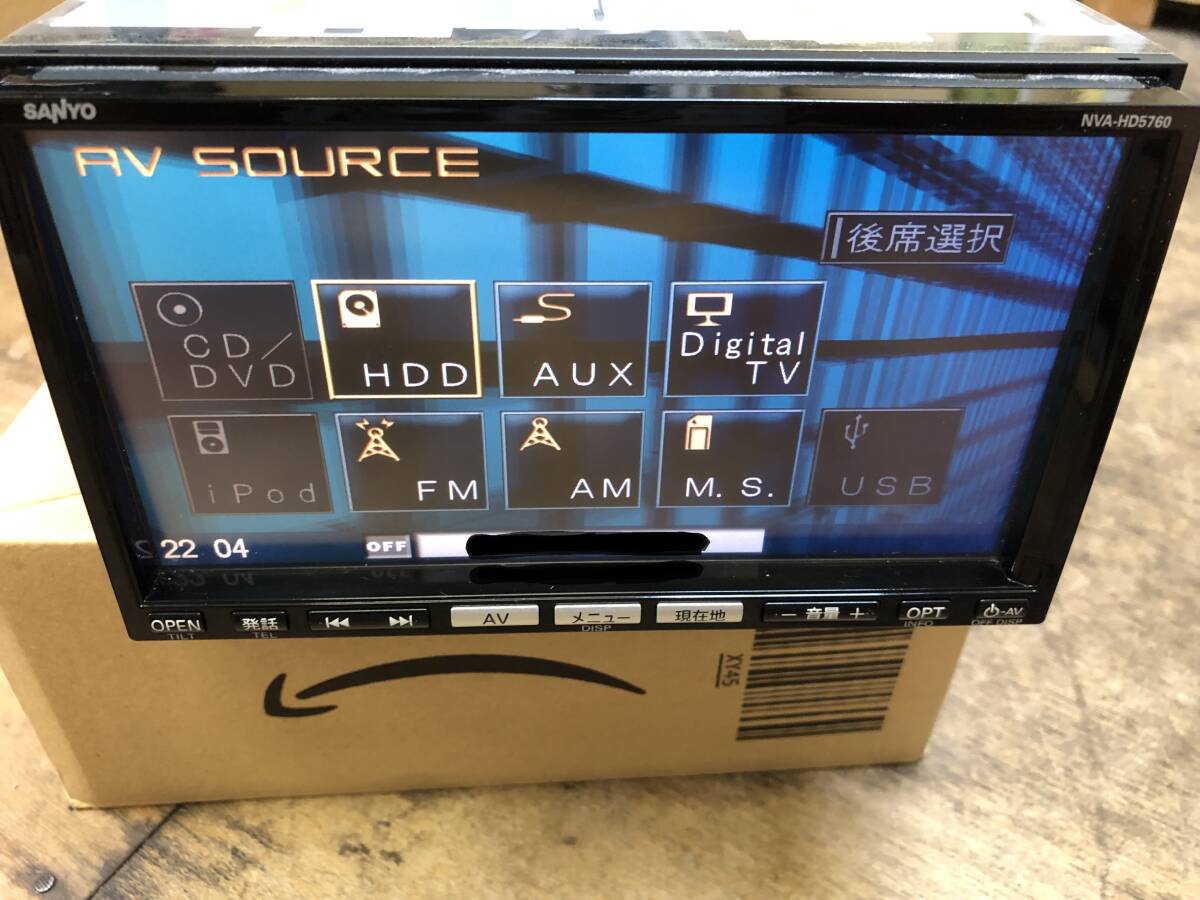 SANYO
NVA-HD5760
AV SOURCE
後席選択
CD/
DVD
HDD
AUX
Digital
TV
iPod
FM
AM
M.S.
USB
22 04
OFF
OPEN
TILT
発話
TEL
AV
メニュー
DISP
現在地
− 音量 +
OPT
INFO
-AV
OFF DISP
XY45